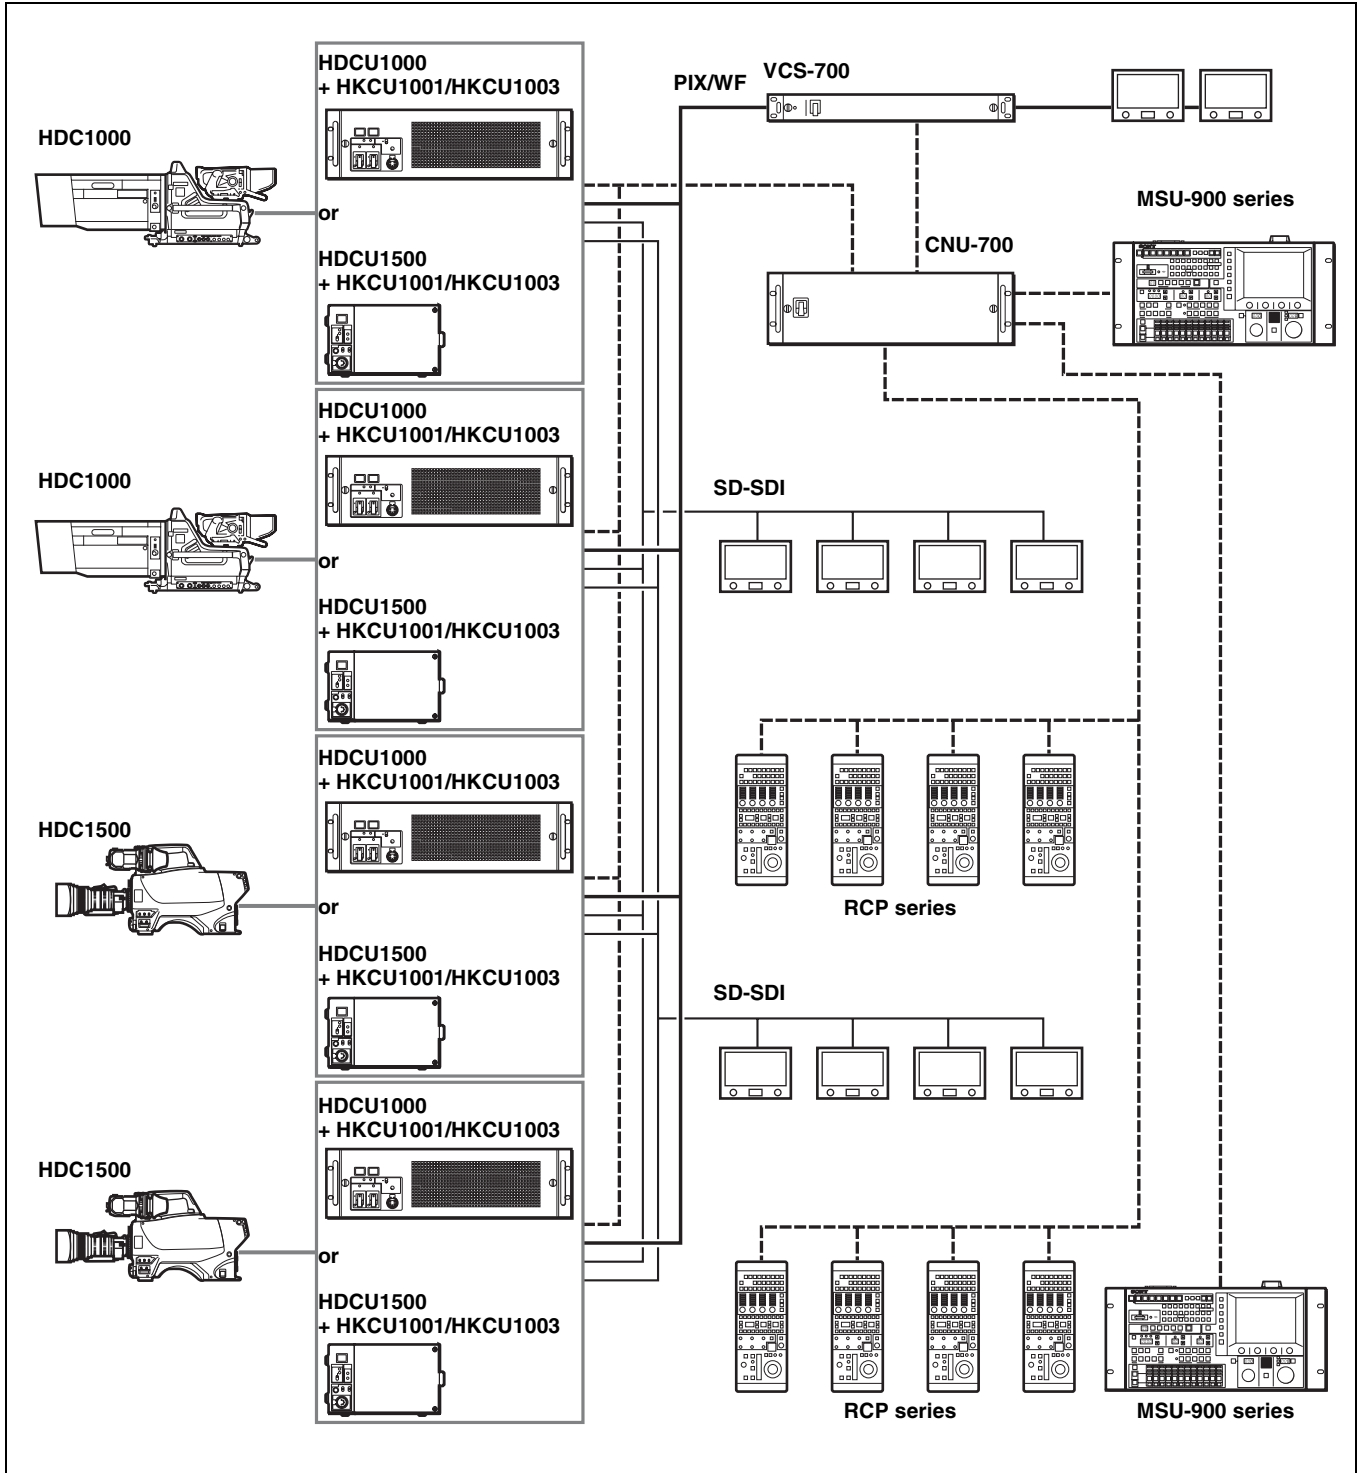 HDCU1000
+ HKCU1001/HKCU1003
HDC1000
or
HDCU1500
+ HKCU1001/HKCU1003
PIX/WF
VCS-700
MSU-900 series
CNU-700
SONY
HDCU1000
+ HKCU1001/HKCU1003
HDC1000
or
HDCU1500
+ HKCU1001/HKCU1003
SD-SDI
HDCU1000
+ HKCU1001/HKCU1003
HDC1500
or
HDCU1500
+ HKCU1001/HKCU1003
RCP series
SD-SDI
HDCU1000
+ HKCU1001/HKCU1003
HDC1500
or
HDCU1500
+ HKCU1001/HKCU1003
RCP series
SONY
MSU-900 series